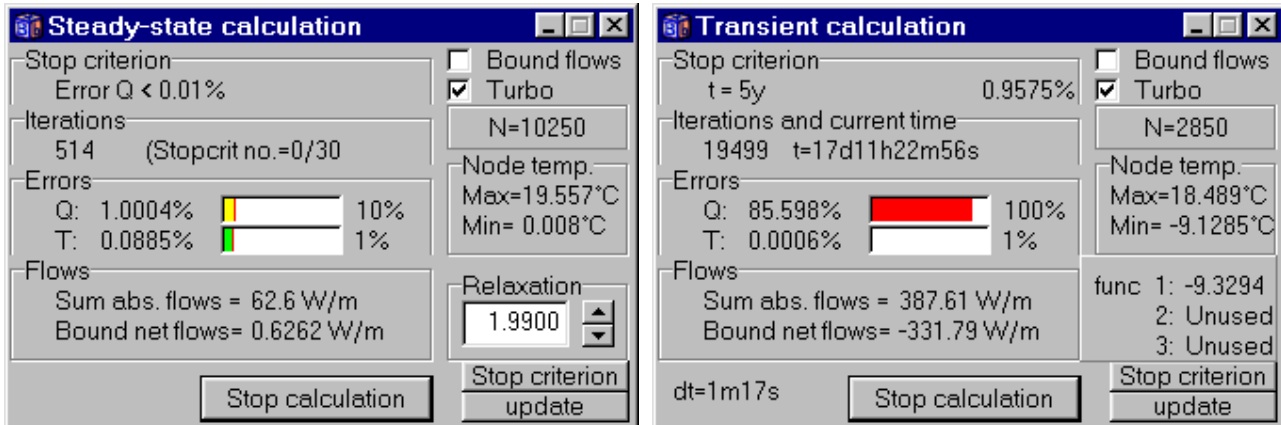 Steady-state calculation
Stop criterion
Error Q < 0.01%
Bound flows
Turbo
Iterations
514 (Stopcrit no.=0/30
N=10250
Errors
Q: 1.0004% 10%
T: 0.0885% 1%
Node temp.
Max=19.557°C
Min= 0.008°C
Flows
Sum abs. flows = 62.6 W/m
Bound net flows= 0.6262 W/m
Relaxation
1.9900
Stop calculation
Stop criterion
update
Transient calculation
Stop criterion
t = 5y 0.9575%
Bound flows
Turbo
Iterations and current time
19499 t=17d11h22m56s
N=2850
Errors
Q: 85.598% 100%
T: 0.0006% 1%
Node temp.
Max=18.489°C
Min= -9.1285°C
Flows
Sum abs. flows = 387.61 W/m
Bound net flows= -331.79 W/m
func 1: -9.3294
2: Unused
3: Unused
dt=1m17s
Stop calculation
Stop criterion
update